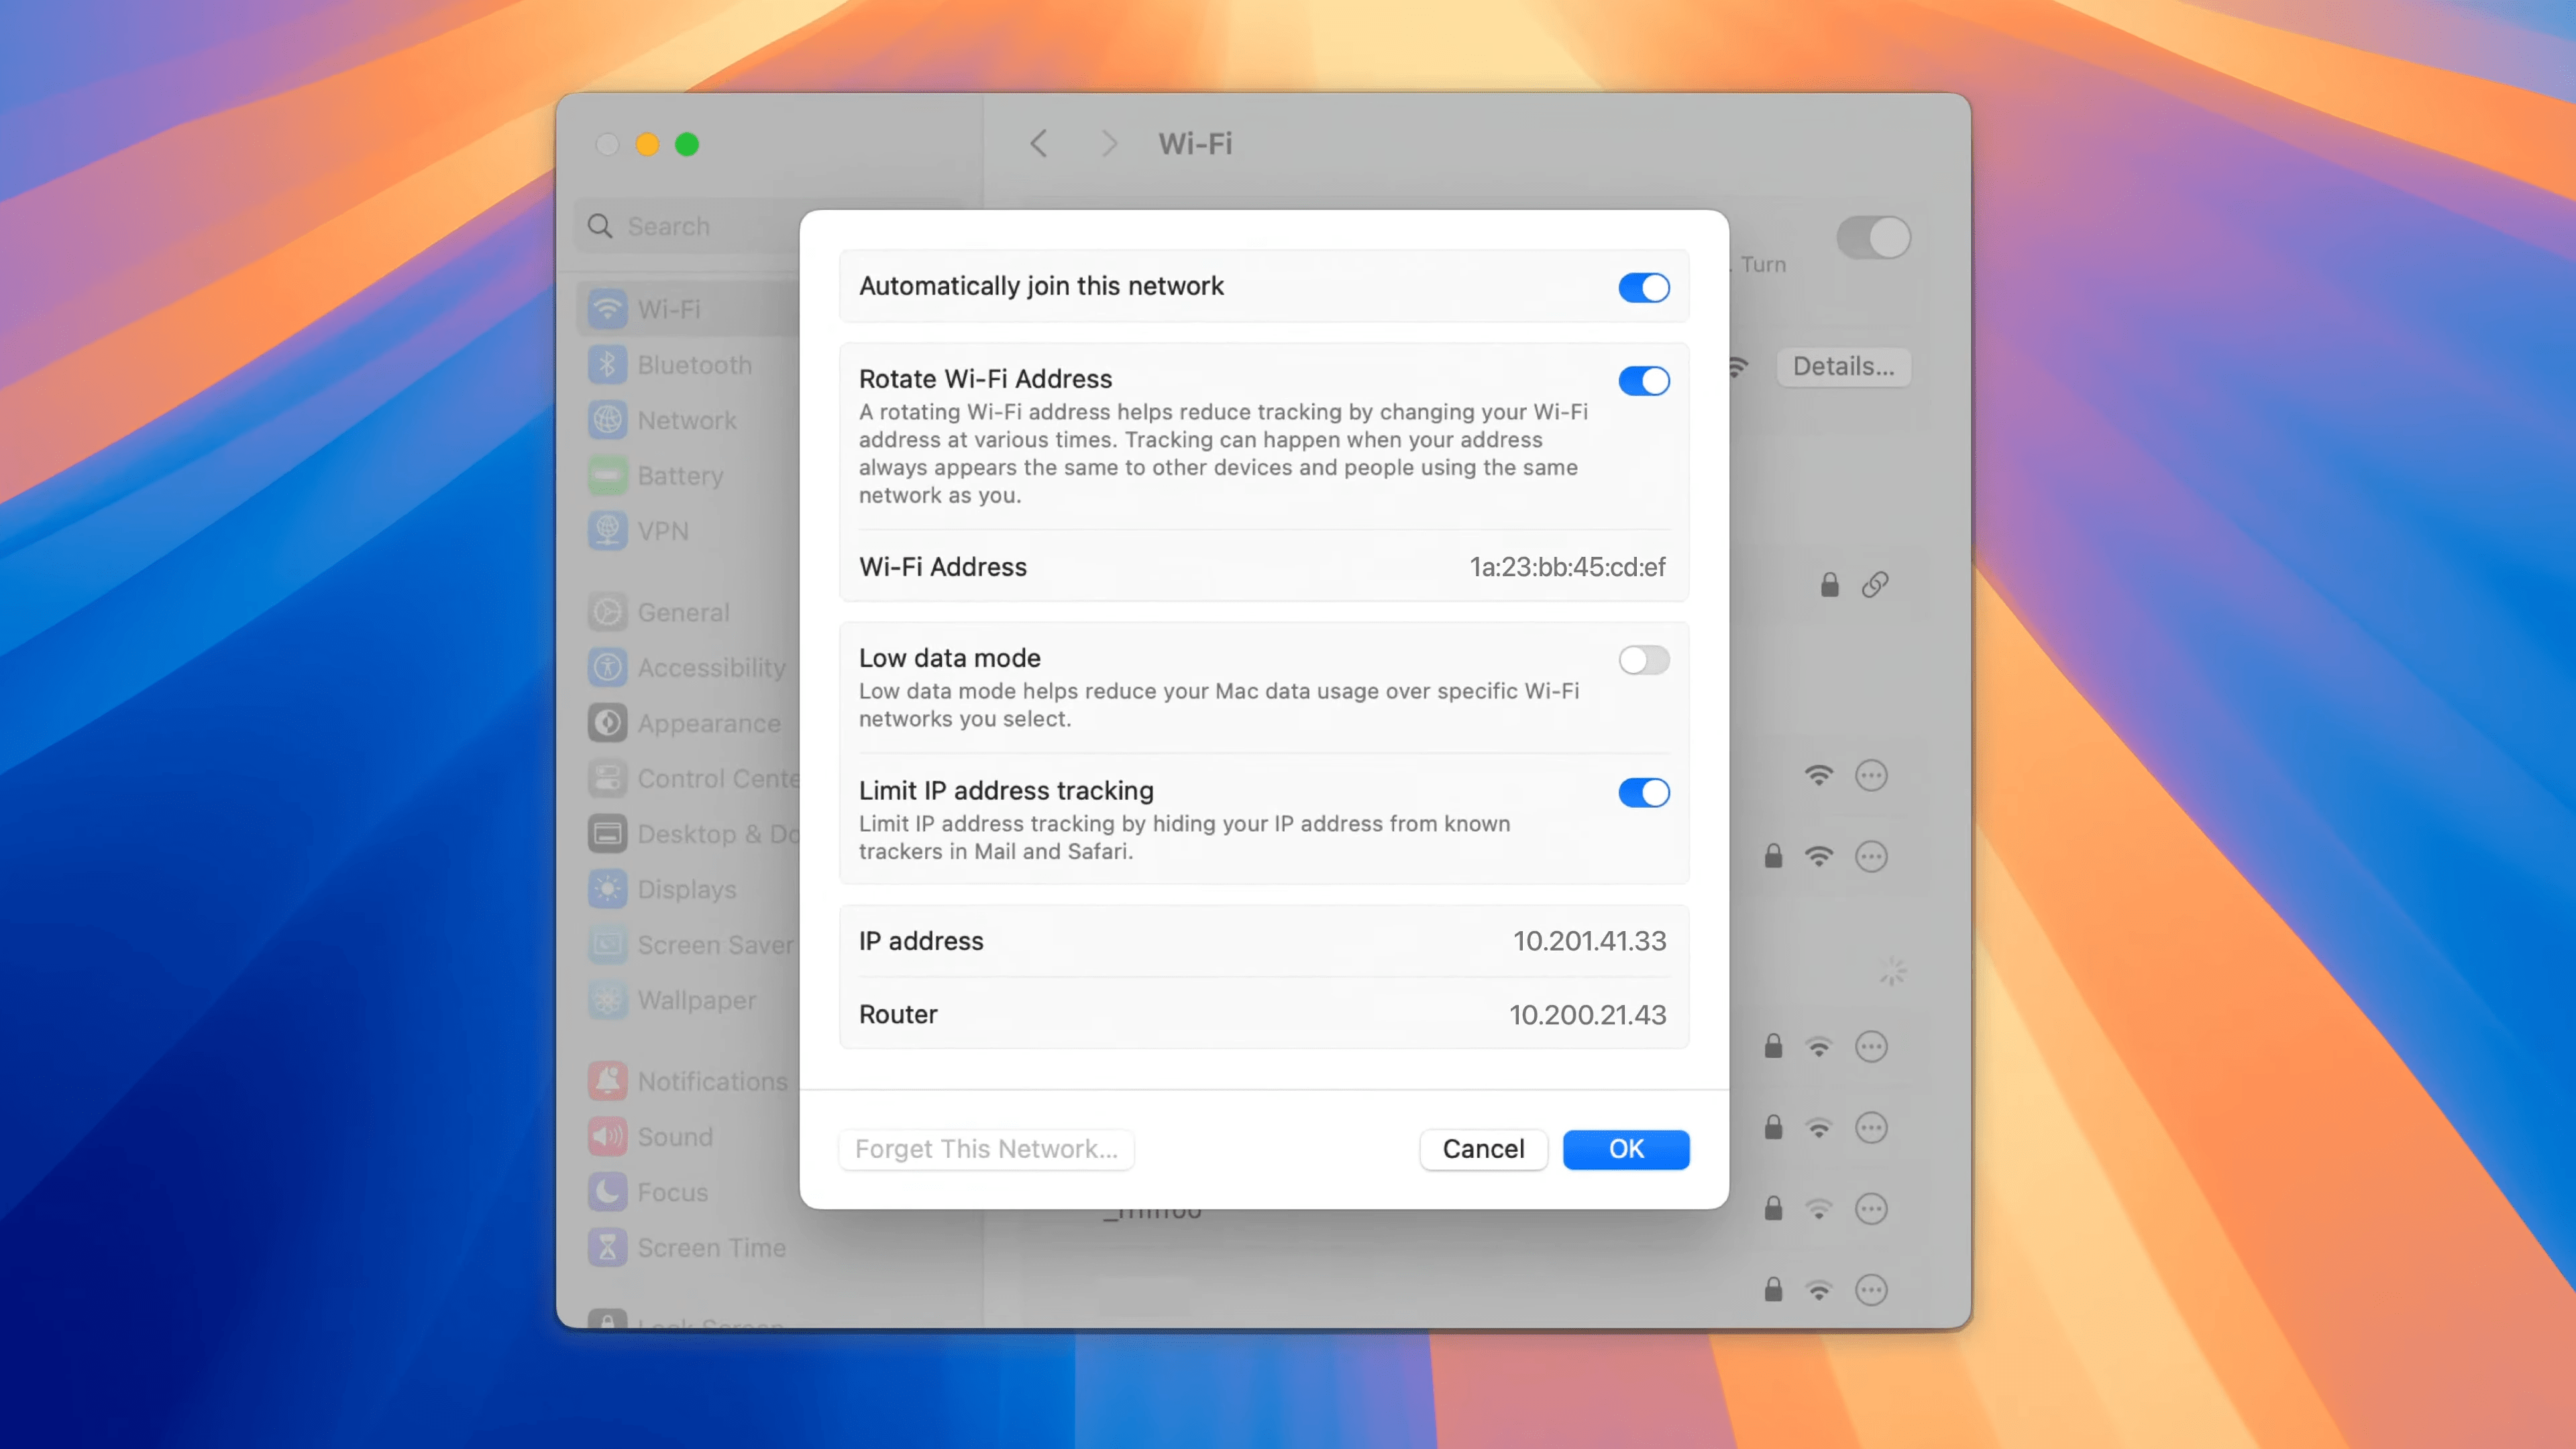 Wi-Fi
Search
Turn
Wi-Fi
Details...
Bluetooth
Network
Battery
VPN
General
Accessibility
Appearance
Control Cente
Desktop & Do
Displays
Screen Saver
Wallpaper
Notifications
Sound
Focus
Screen Time
Lock Screen
Automatically join this network
Rotate Wi-Fi Address
A rotating Wi-Fi address helps reduce tracking by changing your Wi-Fi
address at various times. Tracking can happen when your address
always appears the same to other devices and people using the same
network as you.
Wi-Fi Address 1a:23:bb:45:cd:ef
Low data mode
Low data mode helps reduce your Mac data usage over specific Wi-Fi
networks you select.
Limit IP address tracking
Limit IP address tracking by hiding your IP address from known
trackers in Mail and Safari.
IP address 10.201.41.33
Router 10.200.21.43
Forget This Network...
Cancel
OK